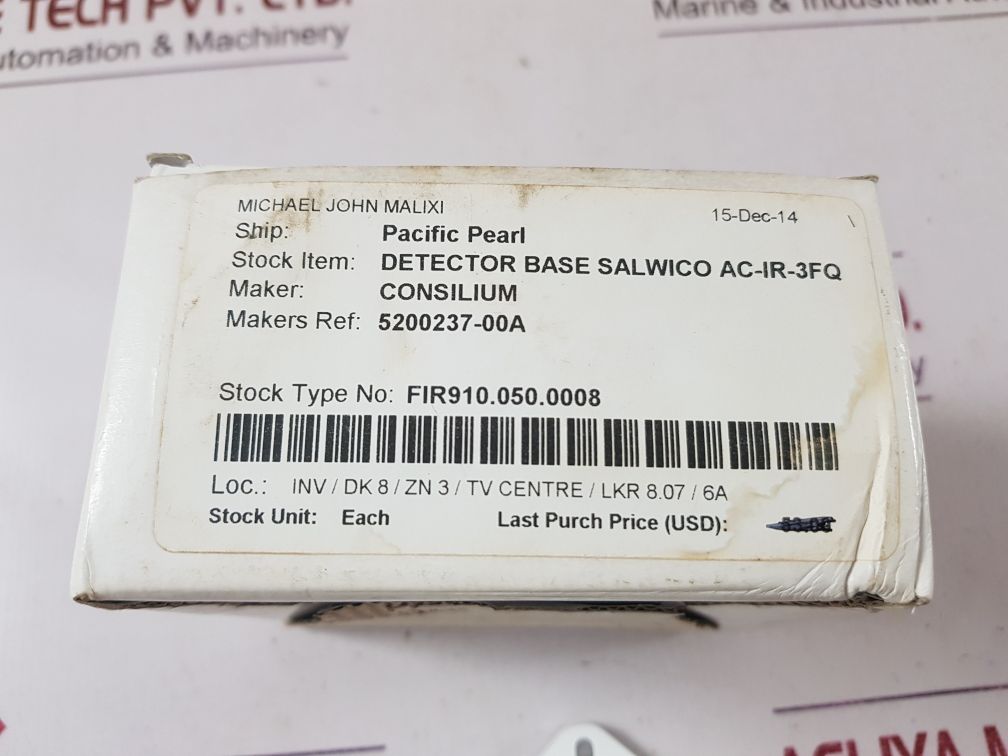 TECH PVT. LTD.
Automation & Machinery
Marine & Industrial
MICHAEL JOHN MALIXI
15-Dec-14
Ship: Pacific Pearl
Stock Item: DETECTOR BASE SALWICO AC-IR-3FQ
Maker: CONSILIUM
Makers Ref: 5200237-00A
Stock Type No: FIR910.050.0008
Loc.: INV / DK 8 / ZN 3 / TV CENTRE / LKR 8.07 / 6A
Stock Unit: Each Last Purch Price (USD):